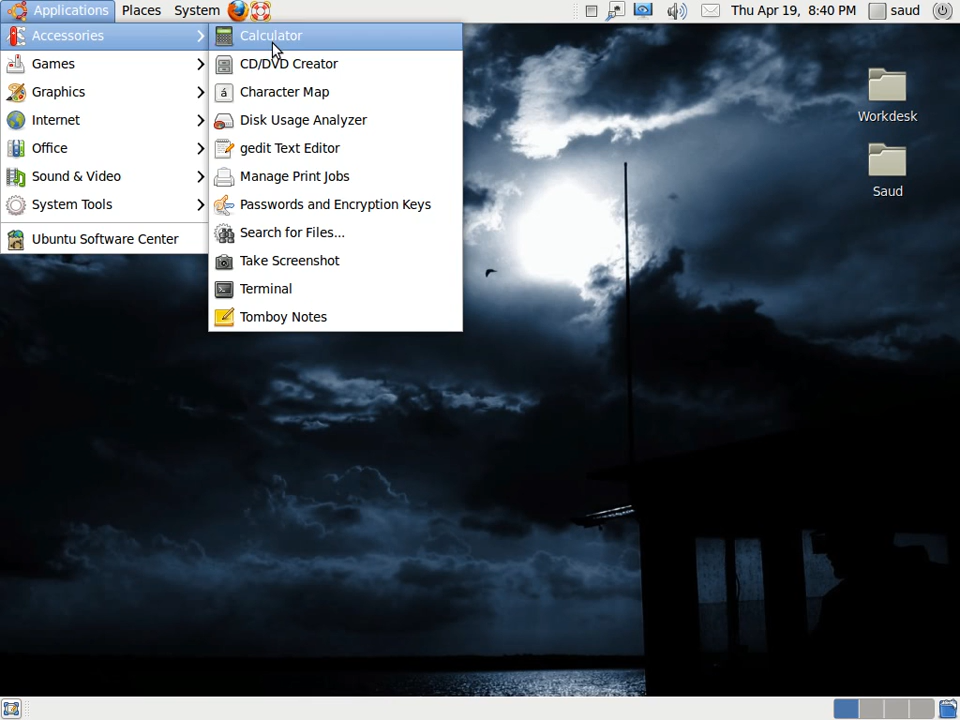 Applications Places System Thu Apr 19, 8:40 PM saud
Accessories
Games
Graphics
Internet
Office
Sound & Video
System Tools
Ubuntu Software Center
Calculator
CD/DVD Creator
Character Map
Disk Usage Analyzer
gedit Text Editor
Manage Print Jobs
Passwords and Encryption Keys
Search for Files...
Take Screenshot
Terminal
Tomboy Notes
Workdesk
Saud